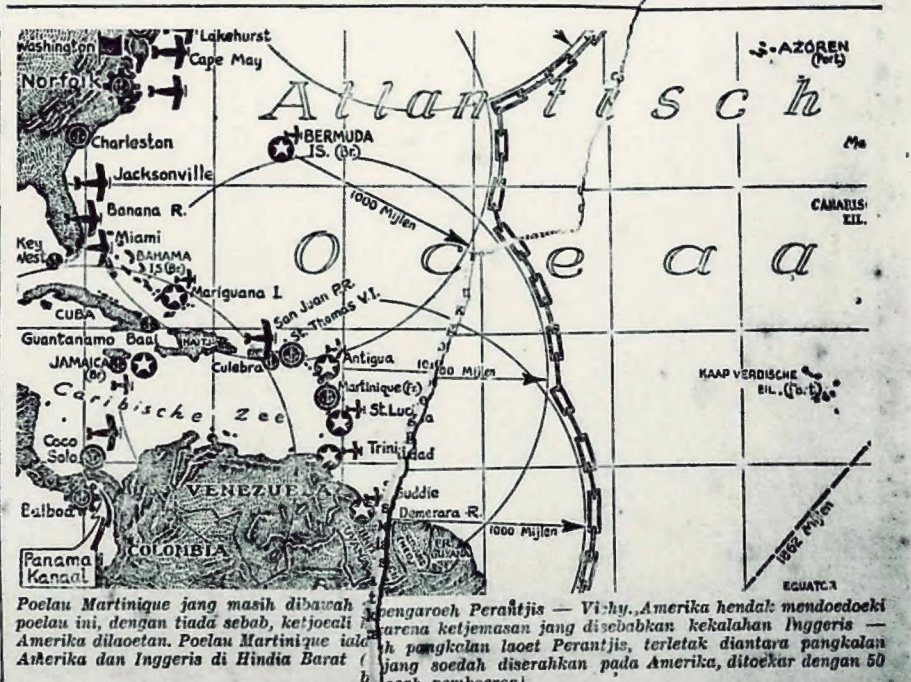 Washington
Lakehurst
Cape May
Norfolk
Charleston
Jacksonville
Banana R.
Miami
Key West
BAHAMA IS (Br)
Mariguana I.
CUBA
Guantanamo Baai
HAITI
JAMAICA (Br)
San Juan P.R.
St. Thomas V.I.
Culebra
Antigua
Martinique (Fr)
St. Lucia
Trinidad
Caribische Zee
Coco Solo
Balboa
Panama Kanaal
VENEZUELA
COLOMBIA
Suddie
Demerara R.
BERMUDA IS. (Br)
1000 Mijlen
Atlantisch
Oceaa
1000 Mijlen
1000 Mijlen
AZOREN (Port)
Ma
CANARIS
EIL.
KAAP VERDISCHE
EIL. (Port.)
1862 Mijlen
EQUATOR
Poelau Martinique jang masih dibawah pengaroeh Perantjis — Vichy. Amerika hendak mendoedoeki
poelau ini, dengan tiada sebab, ketjoeali karena ketjemasan jang disebabkan kekalahan Inggeris —
Amerika dilaoetan. Poelau Martinique ialah pangkalan laoet Perantjis, terletak diantara pangkalan
Amerika dan Inggeris di Hindia Barat ( jang soedah diserahkan pada Amerika, ditoekar dengan 50